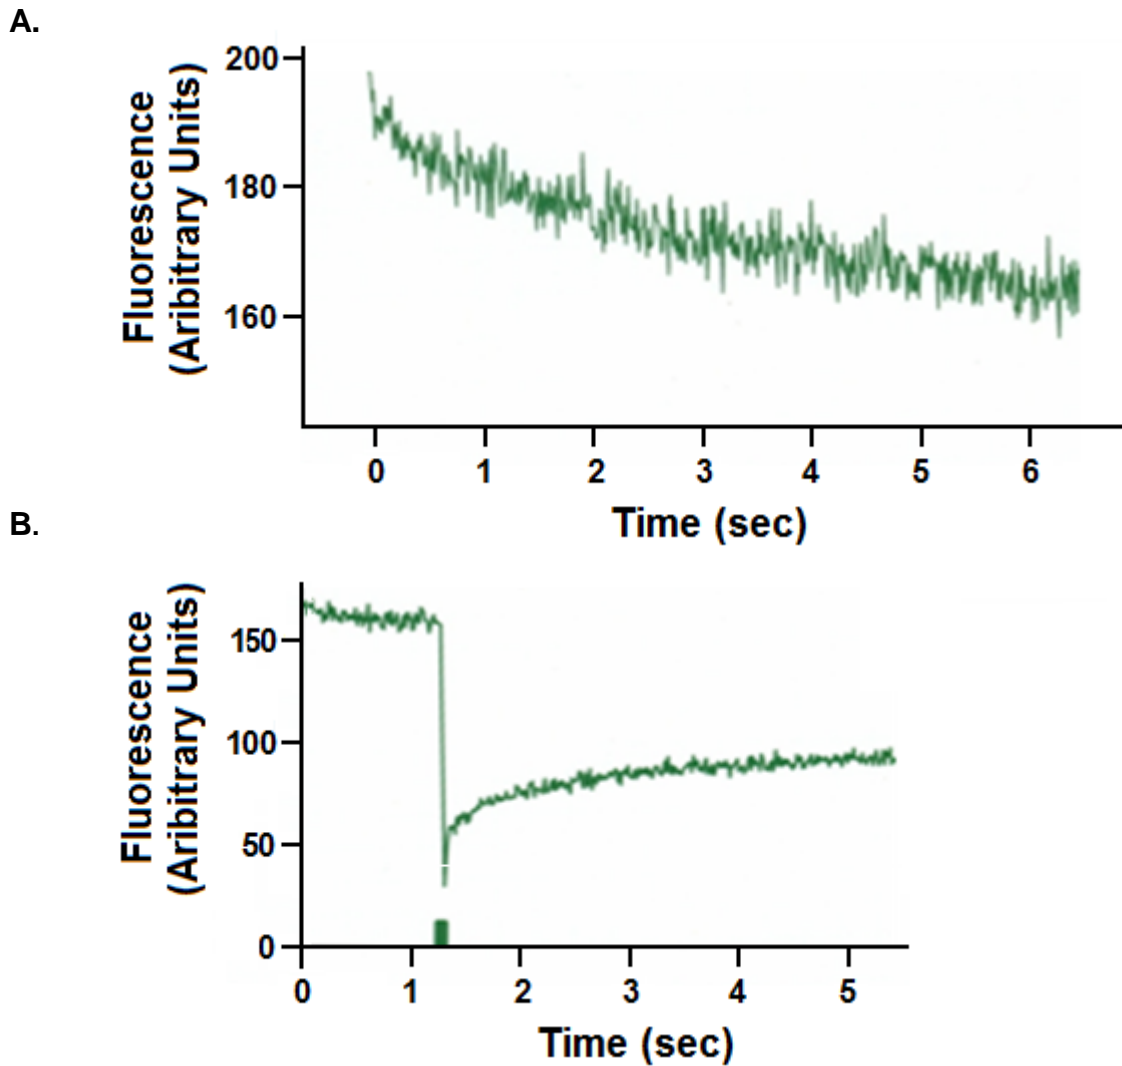 A.
Fluorescence
(Aribitrary Units)
200
180
160
0 1 2 3 4 5 6
Time (sec)
B.
Fluorescence
(Aribitrary Units)
150
100
50
0
0 1 2 3 4 5
Time (sec)